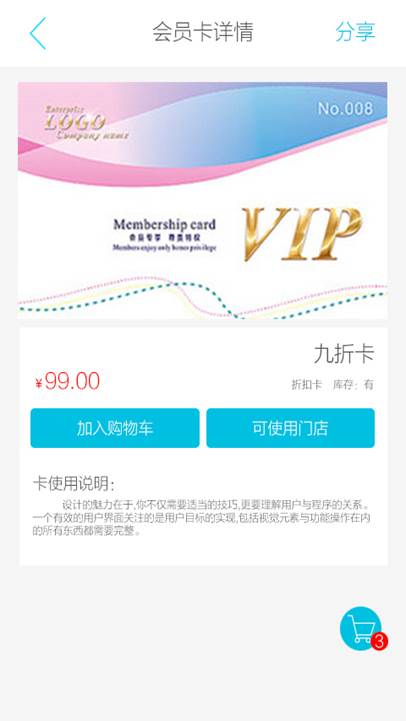 会员卡详情
分享
Enterprise
LOGO
Company name
No.008
Membership card
会员专享 尊贵特权
Members enjoy only honor privilege
VIP
九折卡
¥99.00
折扣卡 库存：有
加入购物车
可使用门店
卡使用说明：
设计的魅力在于,你不仅需要适当的技巧,更要理解用户与程序的关系。
一个有效的用户界面关注的是用户目标的实现,包括视觉元素与功能操作在内
的所有东西都需要完整。
3